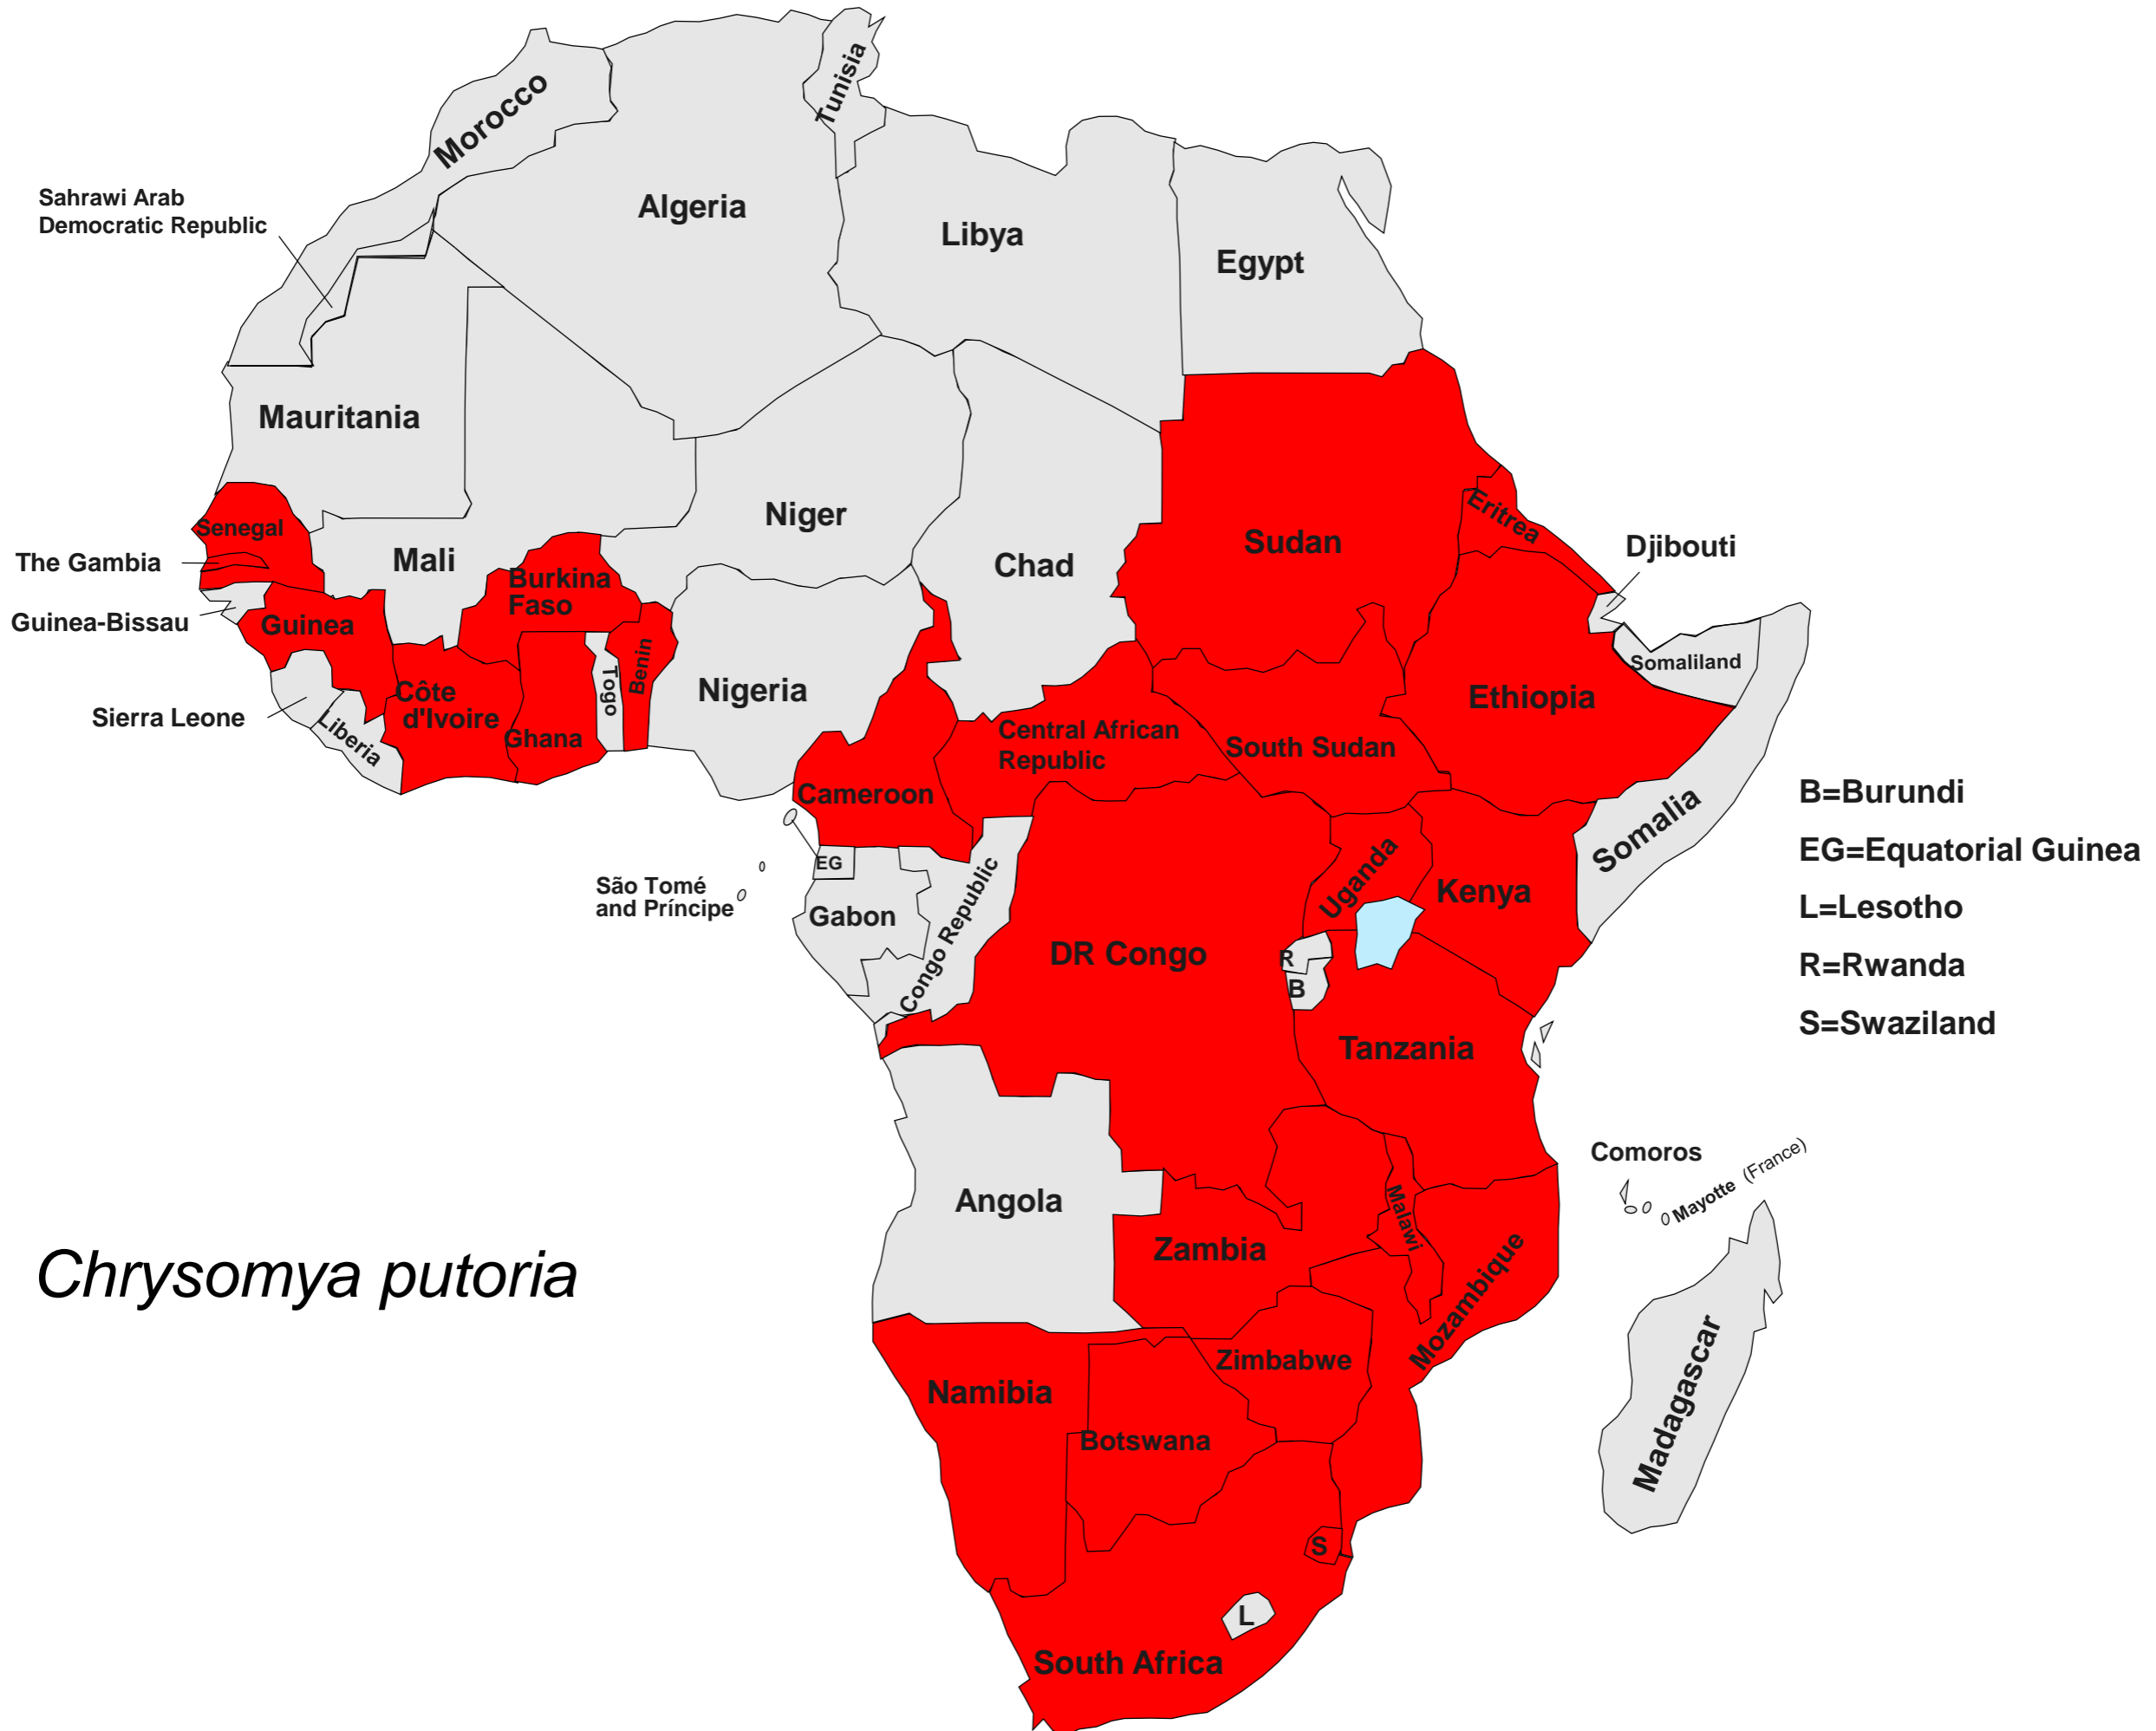 Morocco
Tunisia
Sahrawi Arab
Democratic Republic
Algeria
Libya
Egypt
Mauritania
Senegal
The Gambia
Mali
Niger
Chad
Sudan
Eritrea
Djibouti
Guinea-Bissau
Guinea
Burkina
Faso
Benin
Togo
Nigeria
Somaliland
Ethiopia
Sierra Leone
Liberia
Côte
d'Ivoire
Ghana
Central African
Republic
South Sudan
Cameroon
Somalia
B=Burundi
EG=Equatorial Guinea
L=Lesotho
R=Rwanda
S=Swaziland
EG
São Tomé
and Príncipe
Gabon
Congo Republic
DR Congo
Uganda
Kenya
R
B
Tanzania
Comoros
Mayotte (France)
Angola
Zambia
Malawi
Mozambique
Chrysomya putoria
Madagascar
Namibia
Zimbabwe
Botswana
S
L
South Africa